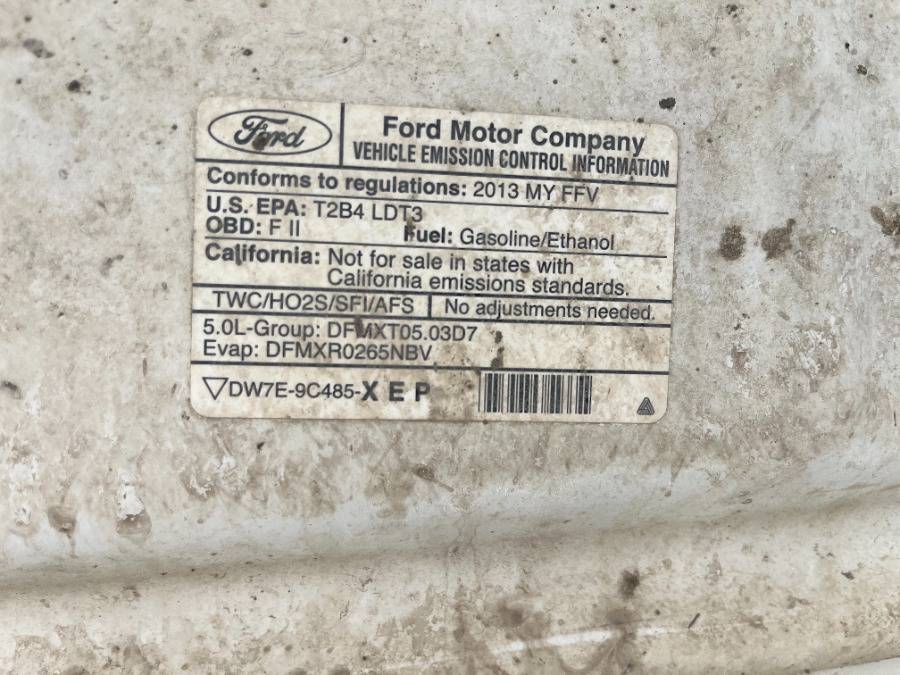 Ford
Ford Motor Company
VEHICLE EMISSION CONTROL INFORMATION
Conforms to regulations: 2013 MY FFV
U.S. EPA: T2B4 LDT3
OBD: F II Fuel: Gasoline/Ethanol
California: Not for sale in states with
California emissions standards.
TWC/HO2S/SFI/AFS No adjustments needed.
5.0L-Group: DFMXT05.03D7
Evap: DFMXR0265NBV
▽DW7E-9C485-X E P